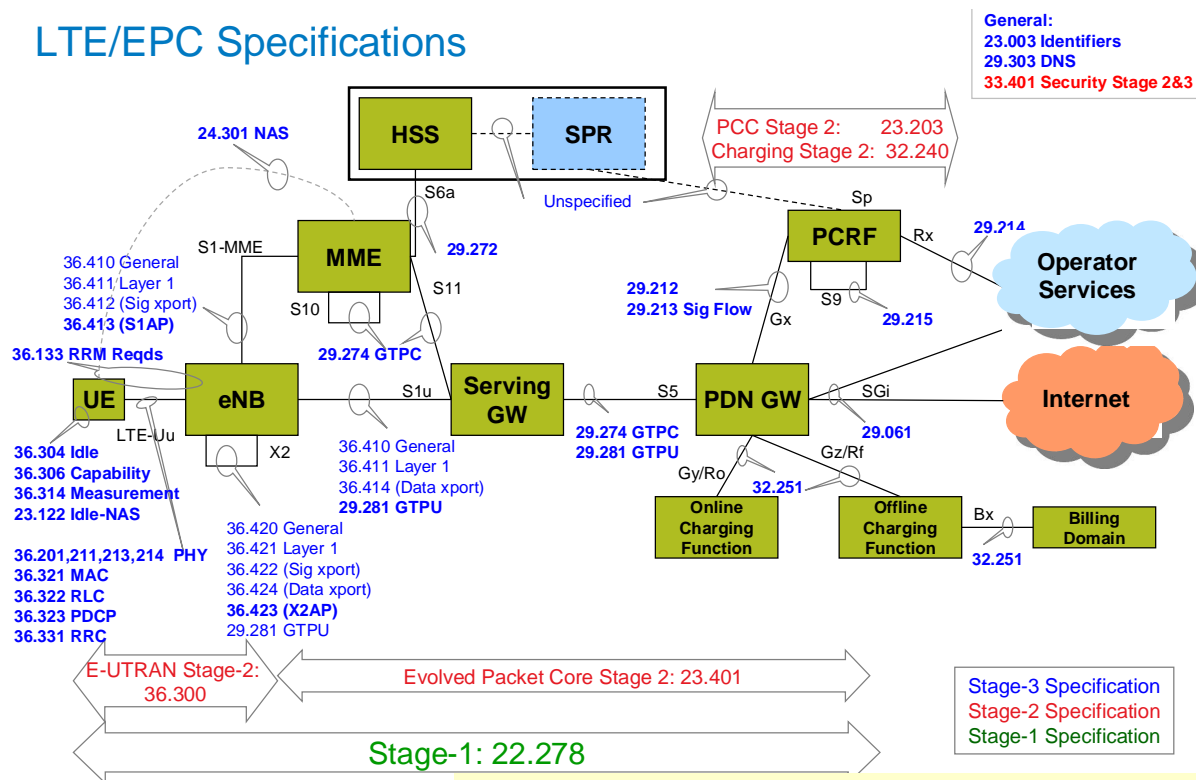 LTE/EPC Specifications
General:
23.003 Identifiers
29.303 DNS
33.401 Security Stage 2&3
24.301 NAS
HSS
SPR
PCC Stage 2: 23.203
Charging Stage 2: 32.240
S6a
Unspecified
Sp
S1-MME
MME
29.272
PCRF
Rx
29.214
36.410 General
36.411 Layer 1
36.412 (Sig xport)
36.413 (S1AP)
S10
S11
29.212
29.213 Sig Flow
Gx
S9
29.215
Operator
Services
36.133 RRM Reqds
29.274 GTPC
UE
eNB
S1u
Serving
GW
S5
PDN GW
SGi
Internet
LTE-Uu
X2
29.061
36.304 Idle
36.306 Capability
36.314 Measurement
23.122 Idle-NAS
36.410 General
36.411 Layer 1
36.414 (Data xport)
29.281 GTPU
29.274 GTPC
29.281 GTPU
Gy/Ro
Gz/Rf
32.251
Online
Charging
Function
Offline
Charging
Function
Bx
Billing
Domain
32.251
36.201,211,213,214 PHY
36.321 MAC
36.322 RLC
36.323 PDCP
36.331 RRC
36.420 General
36.421 Layer 1
36.422 (Sig xport)
36.424 (Data xport)
36.423 (X2AP)
29.281 GTPU
E-UTRAN Stage-2:
36.300
Evolved Packet Core Stage 2: 23.401
Stage-1: 22.278
Stage-3 Specification
Stage-2 Specification
Stage-1 Specification